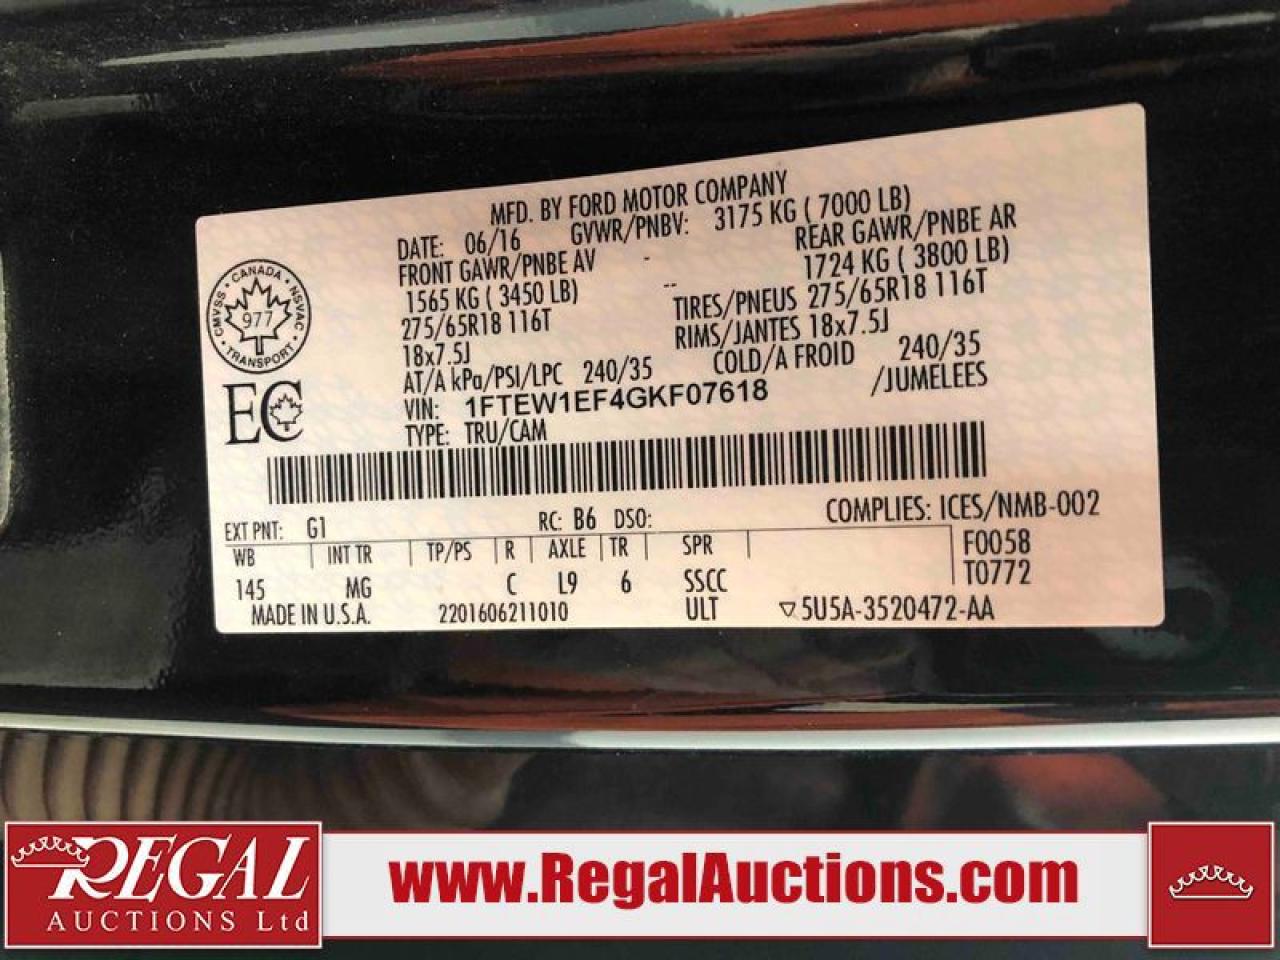 MFD. BY FORD MOTOR COMPANY
DATE: 06/16 GVWR/PNBV: 3175 KG ( 7000 LB)
FRONT GAWR/PNBE AV - REAR GAWR/PNBE AR
1565 KG ( 3450 LB) -- 1724 KG ( 3800 LB)
275/65R18 116T TIRES/PNEUS 275/65R18 116T
18x7.5J RIMS/JANTES 18x7.5J
AT/A kPa/PSI/LPC 240/35 COLD/A FROID 240/35
VIN: 1FTEW1EF4GKF07618 /JUMELEES
TYPE: TRU/CAM
CMVSS · CANADA · NSVAC · TRANSPORT ·
977
EC
EXT PNT: G1 RC: B6 DSO: COMPLIES: ICES/NMB-002
WB INT TR TP/PS R AXLE TR SPR F0058
145 MG C L9 6 SSCC T0772
MADE IN U.S.A. 2201606211010 ULT ▽5U5A-3520472-AA
REGAL
AUCTIONS Ltd
www.RegalAuctions.com